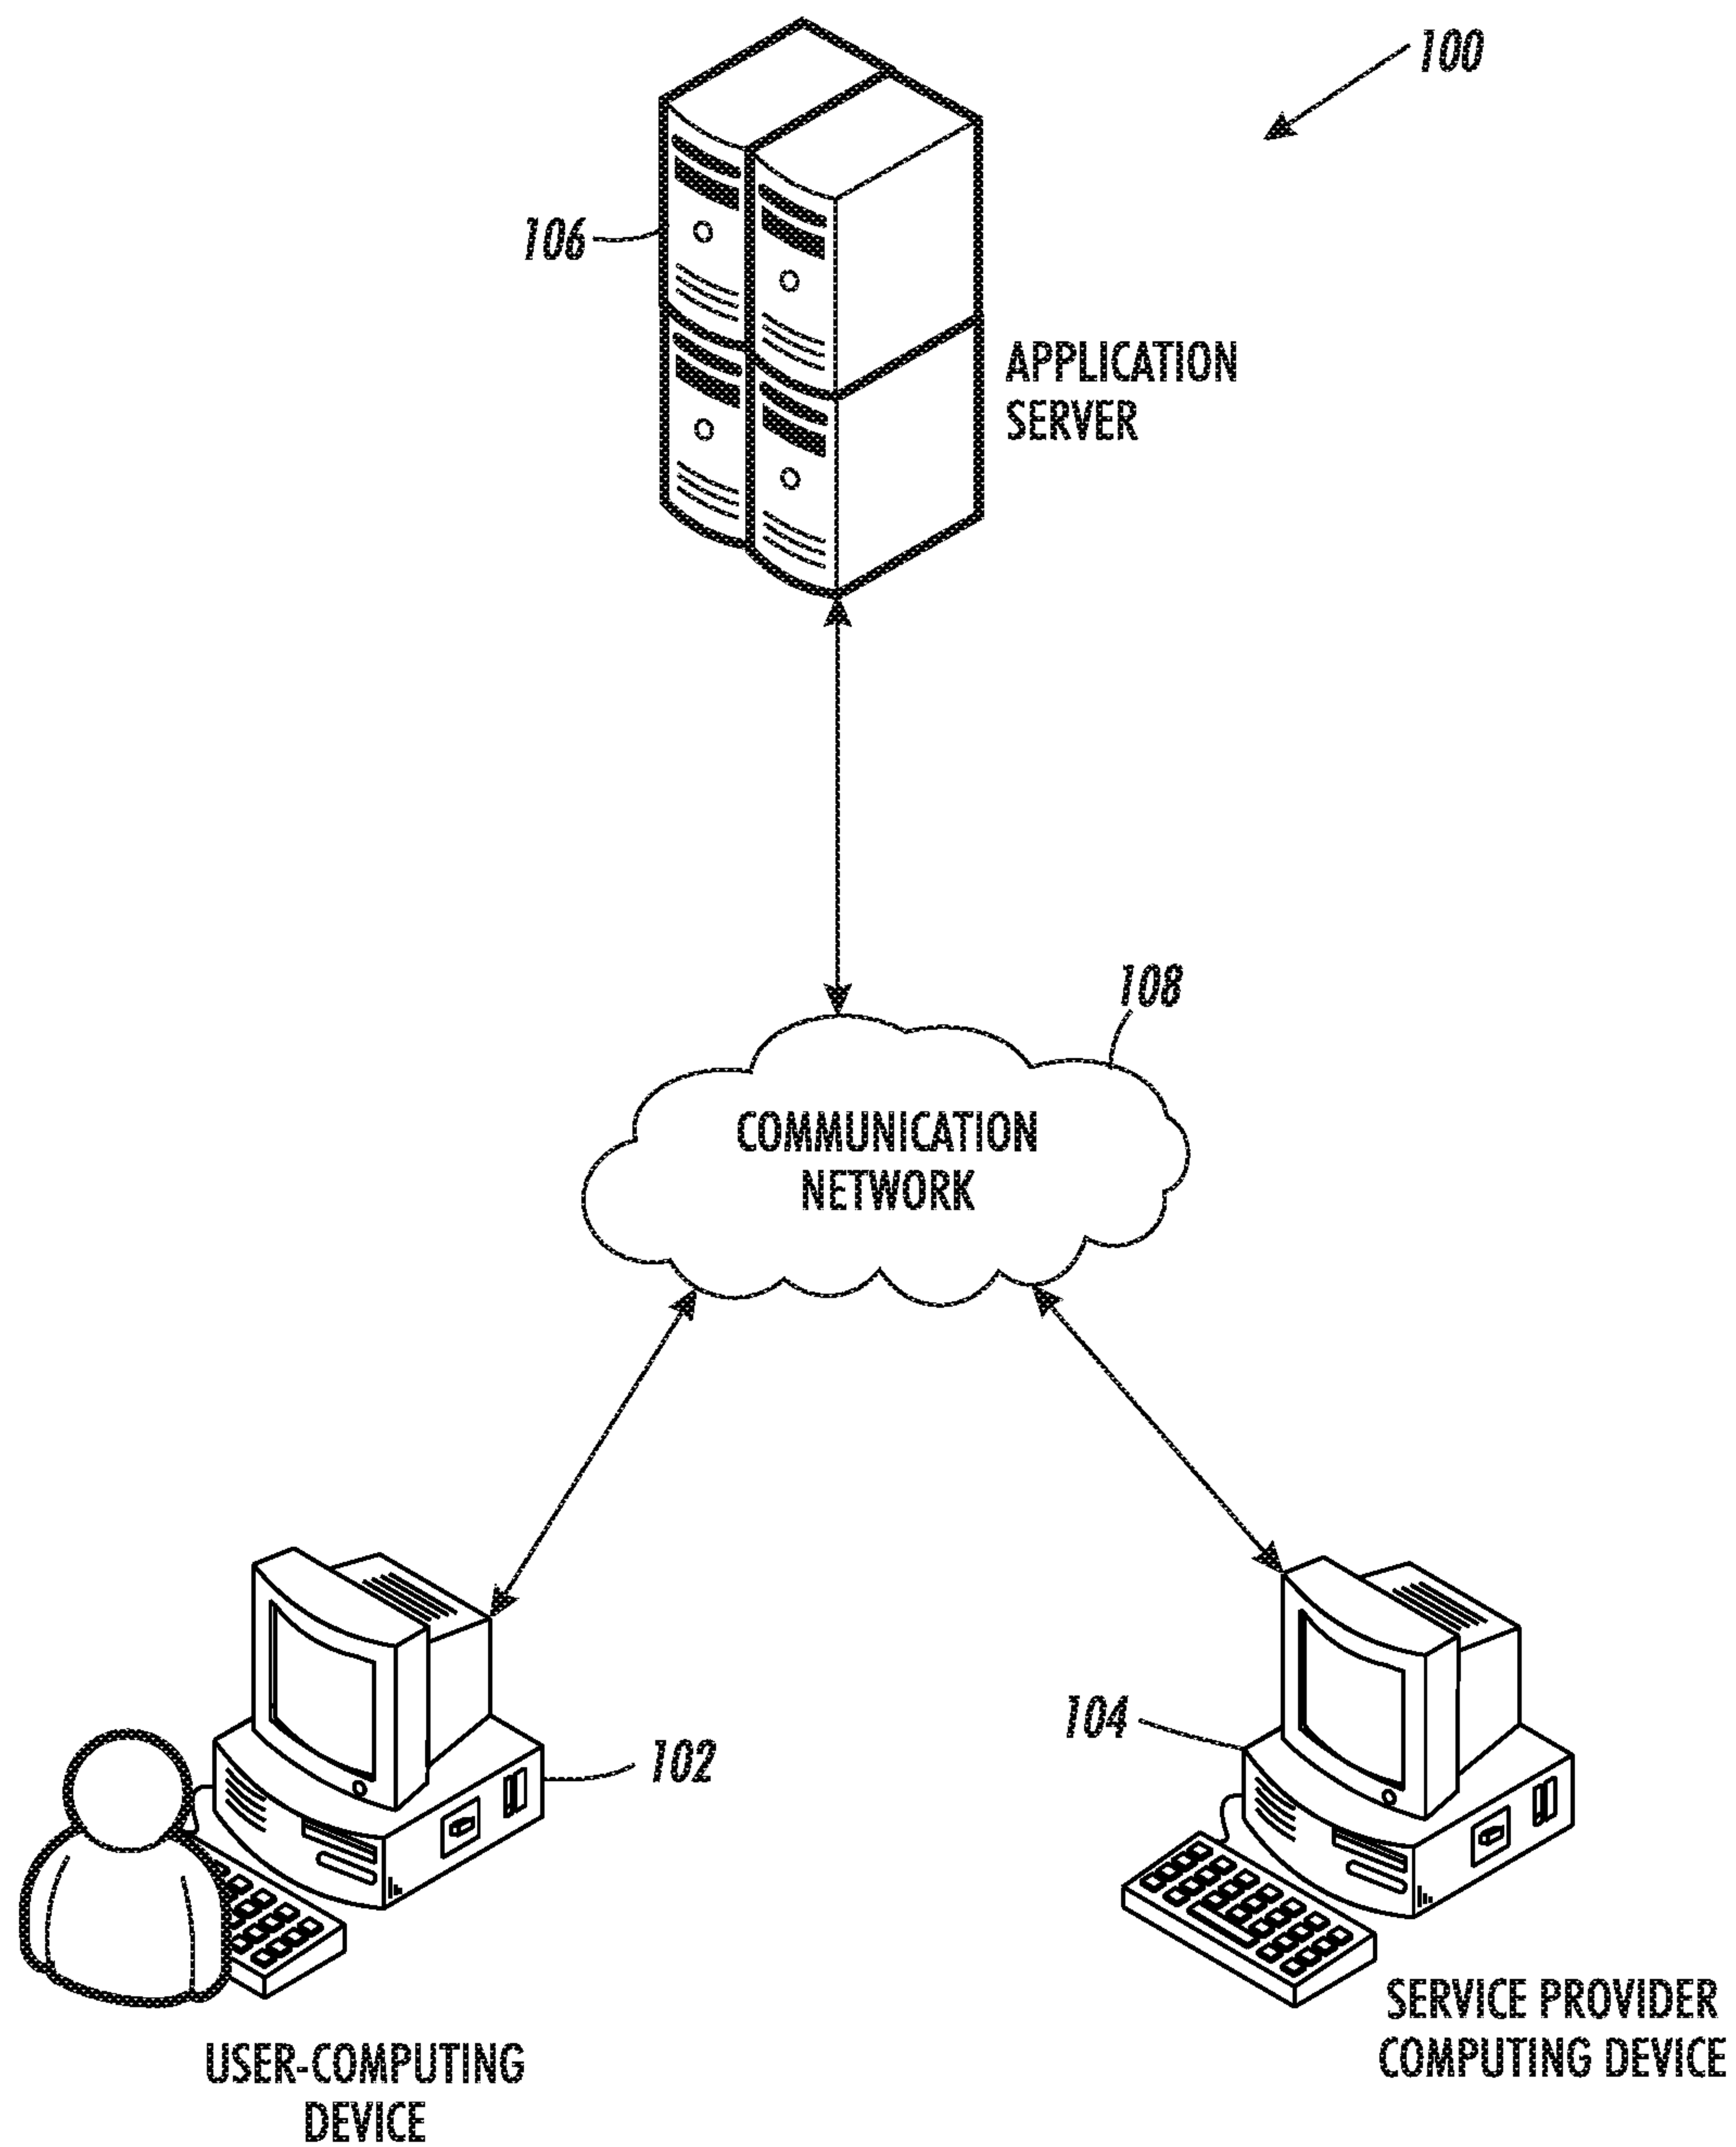 100
106
APPLICATION
SERVER
108
COMMUNICATION
NETWORK
104
102
SERVICE PROVIDER
COMPUTING DEVICE
USER-COMPUTING
DEVICE